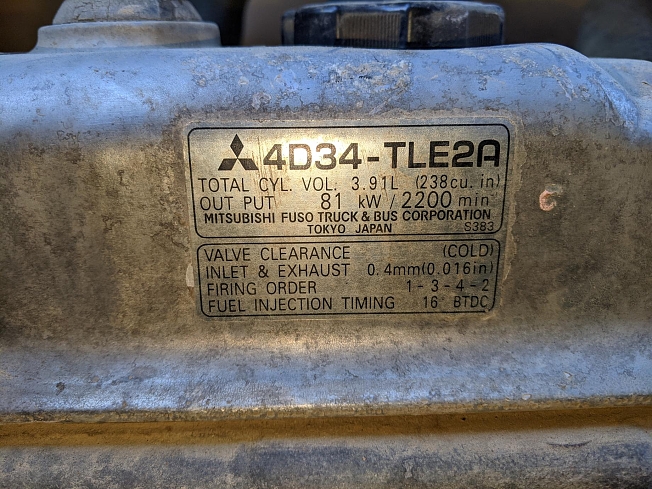 4D34-TLE2A
TOTAL CYL. VOL. 3.91L (238cu. in)
OUT PUT 81 kW / 2200 min⁻
MITSUBISHI FUSO TRUCK & BUS CORPORATION
TOKYO JAPAN S383
VALVE CLEARANCE (COLD)
INLET & EXHAUST 0.4mm(0.016in)
FIRING ORDER 1-3-4-2
FUEL INJECTION TIMING 16 BTDC